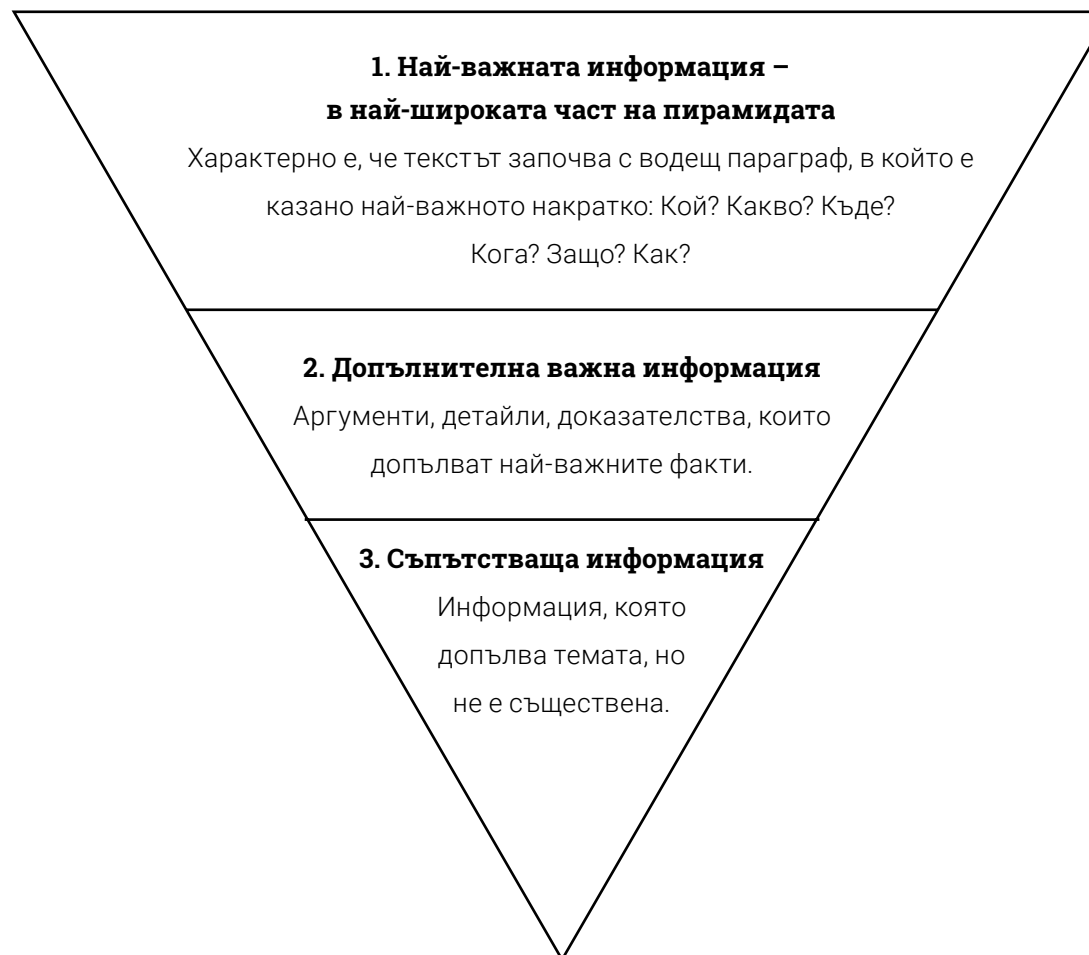 1. Най-важната информация –
в най-широката част на пирамидата
Характерно е, че текстът започва с водещ параграф, в който е
казано най-важното накратко: Кой? Какво? Къде?
Кога? Защо? Как?
2. Допълнителна важна информация
Аргументи, детайли, доказателства, които
допълват най-важните факти.
3. Съпътстваща информация
Информация, която
допълва темата, но
не е съществена.